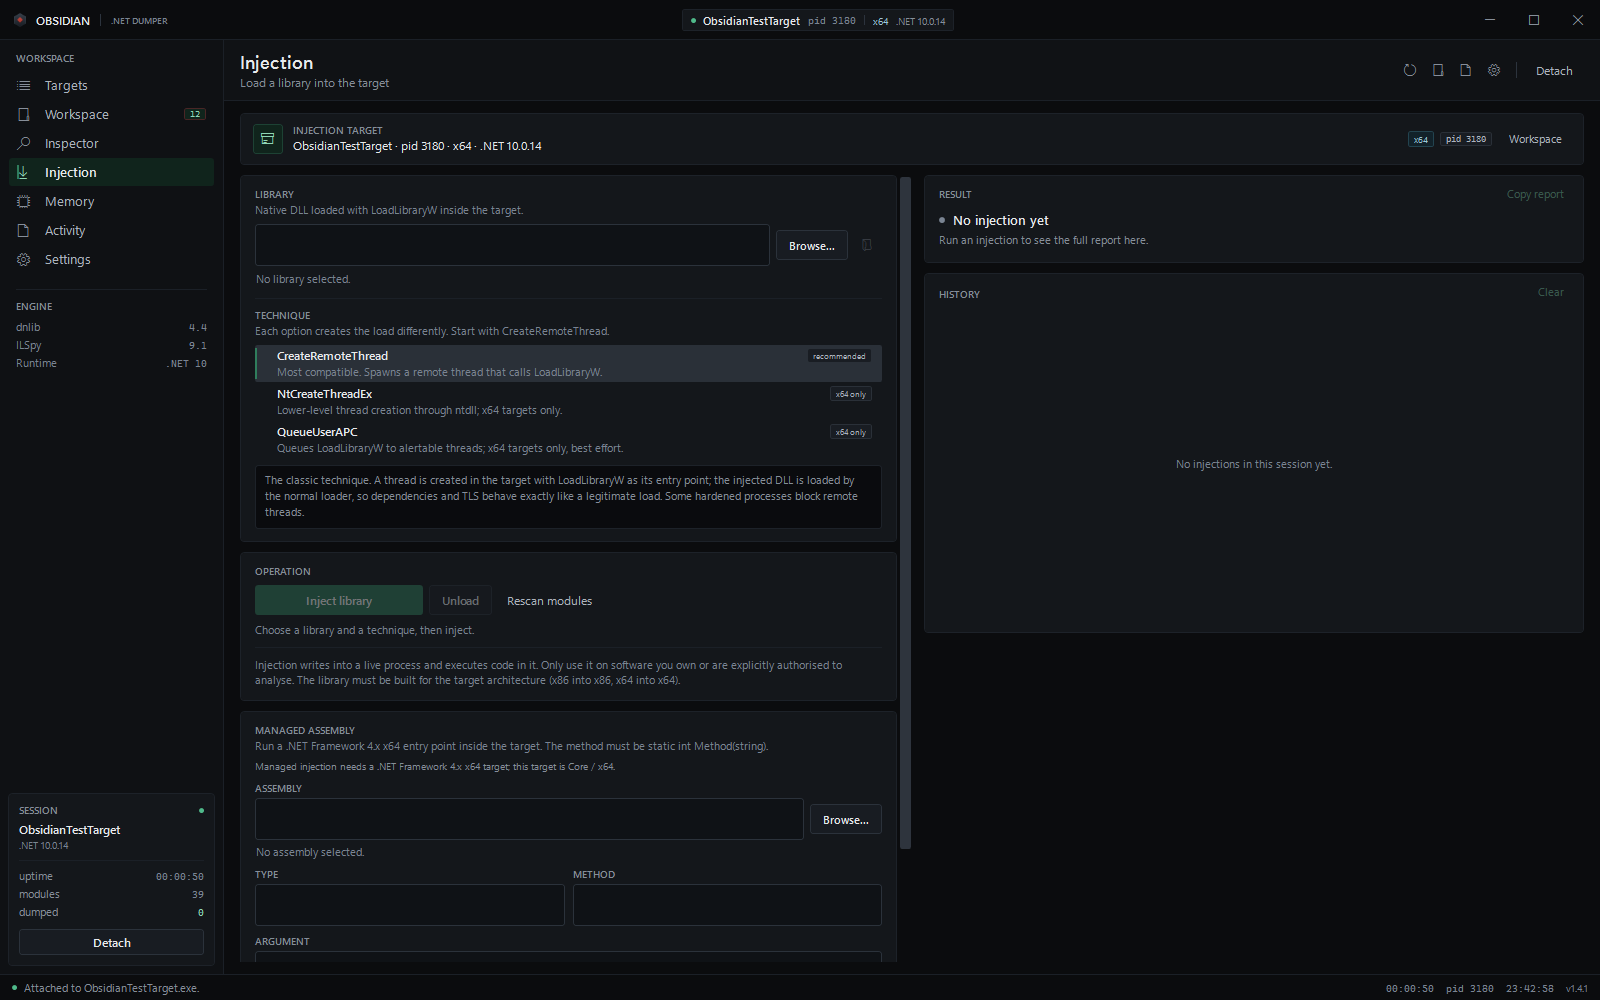 OBSIDIAN
.NET DUMPER
ObsidianTestTarget pid 3180 x64 .NET 10.0.14
WORKSPACE
Targets
Workspace 12
Inspector
Injection
Memory
Activity
Settings
ENGINE
dnlib 4.4
ILSpy 9.1
Runtime .NET 10
SESSION
ObsidianTestTarget
.NET 10.0.14
uptime 00:00:50
modules 39
dumped 0
Detach
Injection
Load a library into the target
Detach
INJECTION TARGET
ObsidianTestTarget · pid 3180 · x64 · .NET 10.0.14
x64 pid 3180 Workspace
LIBRARY
Native DLL loaded with LoadLibraryW inside the target.
Browse...
No library selected.
TECHNIQUE
Each option creates the load differently. Start with CreateRemoteThread.
CreateRemoteThread recommended
Most compatible. Spawns a remote thread that calls LoadLibraryW.
NtCreateThreadEx x64 only
Lower-level thread creation through ntdll; x64 targets only.
QueueUserAPC x64 only
Queues LoadLibraryW to alertable threads; x64 targets only, best effort.
The classic technique. A thread is created in the target with LoadLibraryW as its entry point; the injected DLL is loaded by
the normal loader, so dependencies and TLS behave exactly like a legitimate load. Some hardened processes block remote
threads.
OPERATION
Inject library Unload Rescan modules
Choose a library and a technique, then inject.
Injection writes into a live process and executes code in it. Only use it on software you own or are explicitly authorised to
analyse. The library must be built for the target architecture (x86 into x86, x64 into x64).
MANAGED ASSEMBLY
Run a .NET Framework 4.x x64 entry point inside the target. The method must be static int Method(string).
Managed injection needs a .NET Framework 4.x x64 target; this target is Core / x64.
ASSEMBLY
Browse...
No assembly selected.
TYPE METHOD
ARGUMENT
RESULT Copy report
No injection yet
Run an injection to see the full report here.
HISTORY Clear
No injections in this session yet.
Attached to ObsidianTestTarget.exe.
00:00:50 pid 3180 23:42:58 v1.4.1